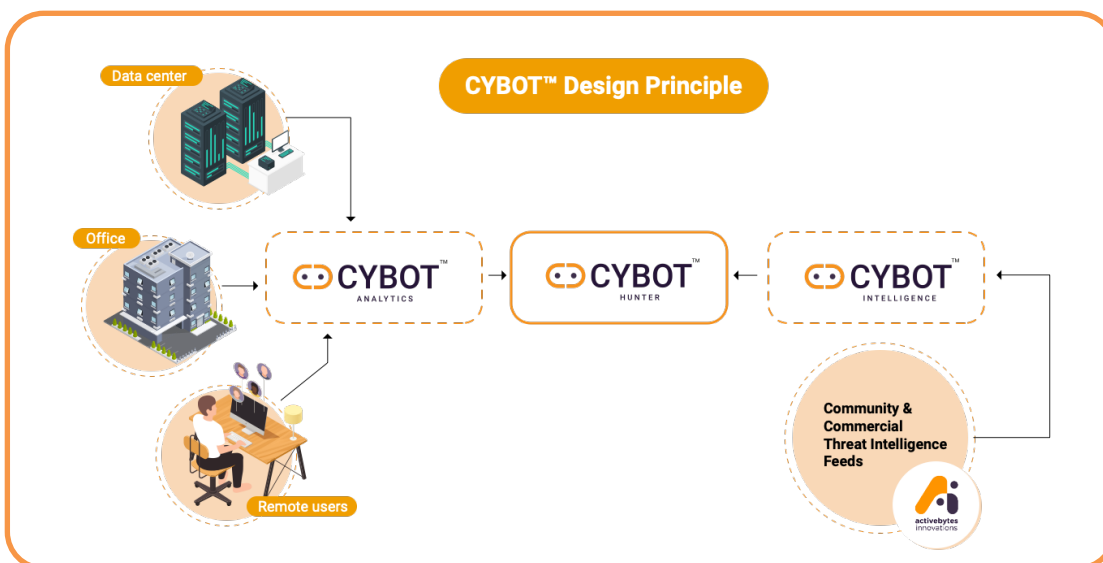 Data center
CYBOT™ Design Principle
Office
CYBOT™
ANALYTICS
CYBOT™
HUNTER
CYBOT™
INTELLIGENCE
Remote users
Community &
Commercial
Threat Intelligence
Feeds
activebytes
innovations